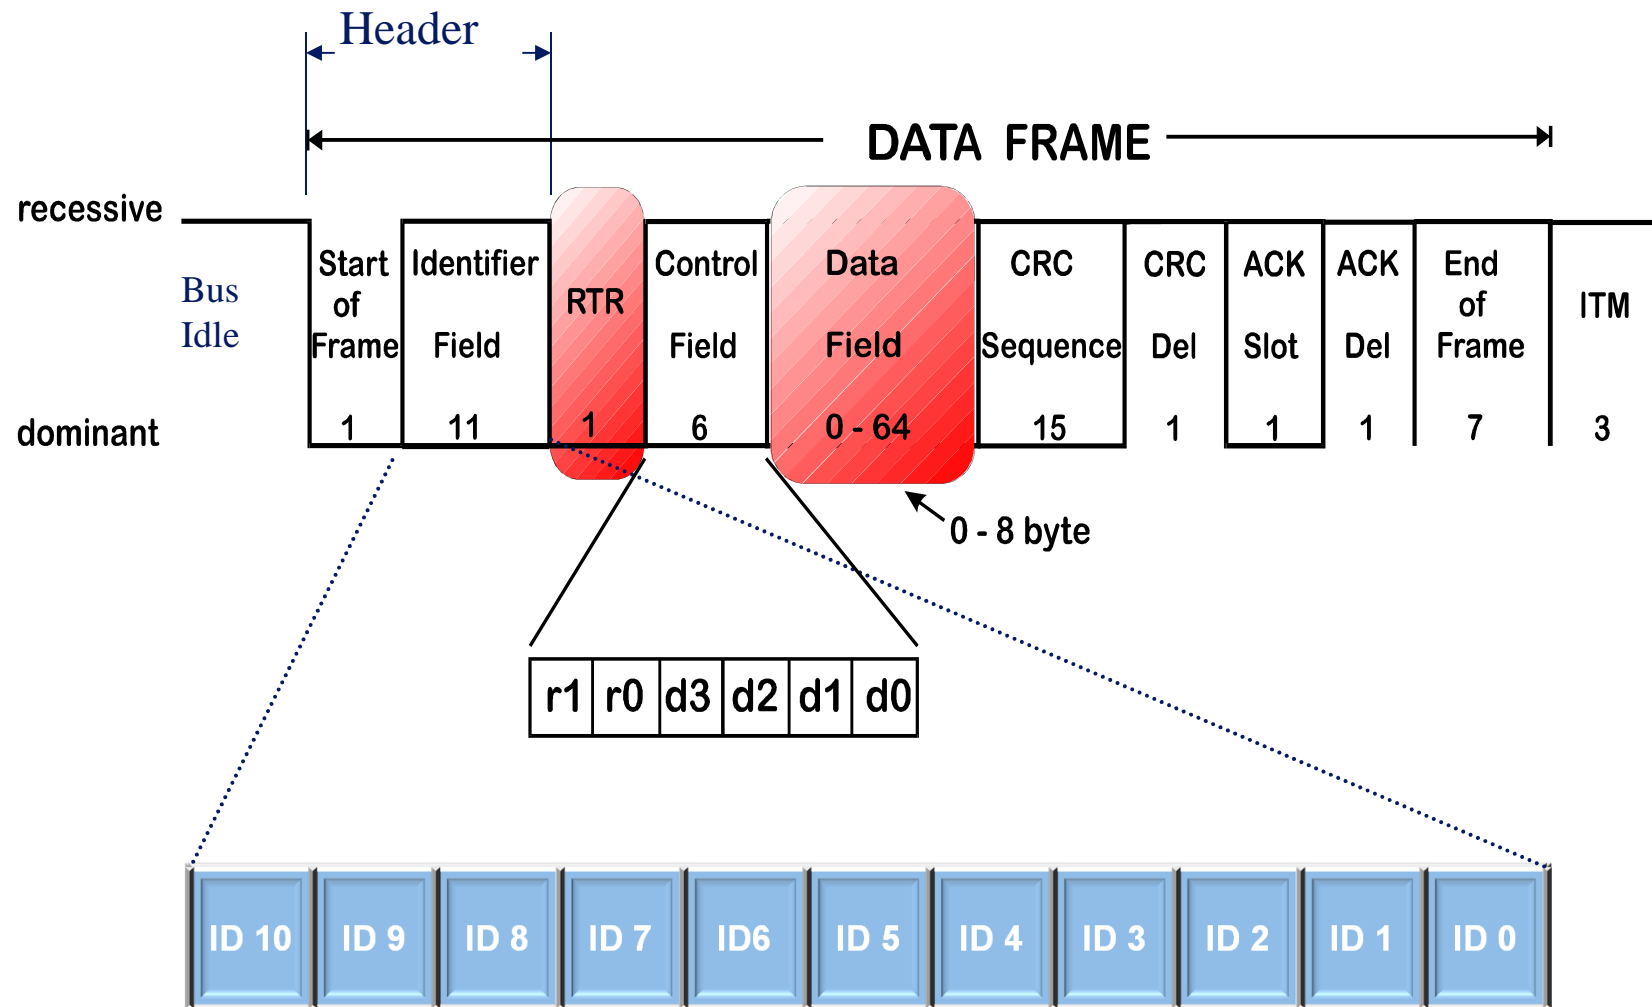 Header
DATA FRAME
recessive
Bus
Idle
dominant
Start
of
Frame
1
Identifier
Field
11
RTR
1
Control
Field
6
Data
Field
0 - 64
CRC
Sequence
15
CRC
Del
1
ACK
Slot
1
ACK
Del
1
End
of
Frame
7
ITM
3
0 - 8 byte
r1 r0 d3 d2 d1 d0
ID 10 ID 9 ID 8 ID 7 ID6 ID 5 ID 4 ID 3 ID 2 ID 1 ID 0